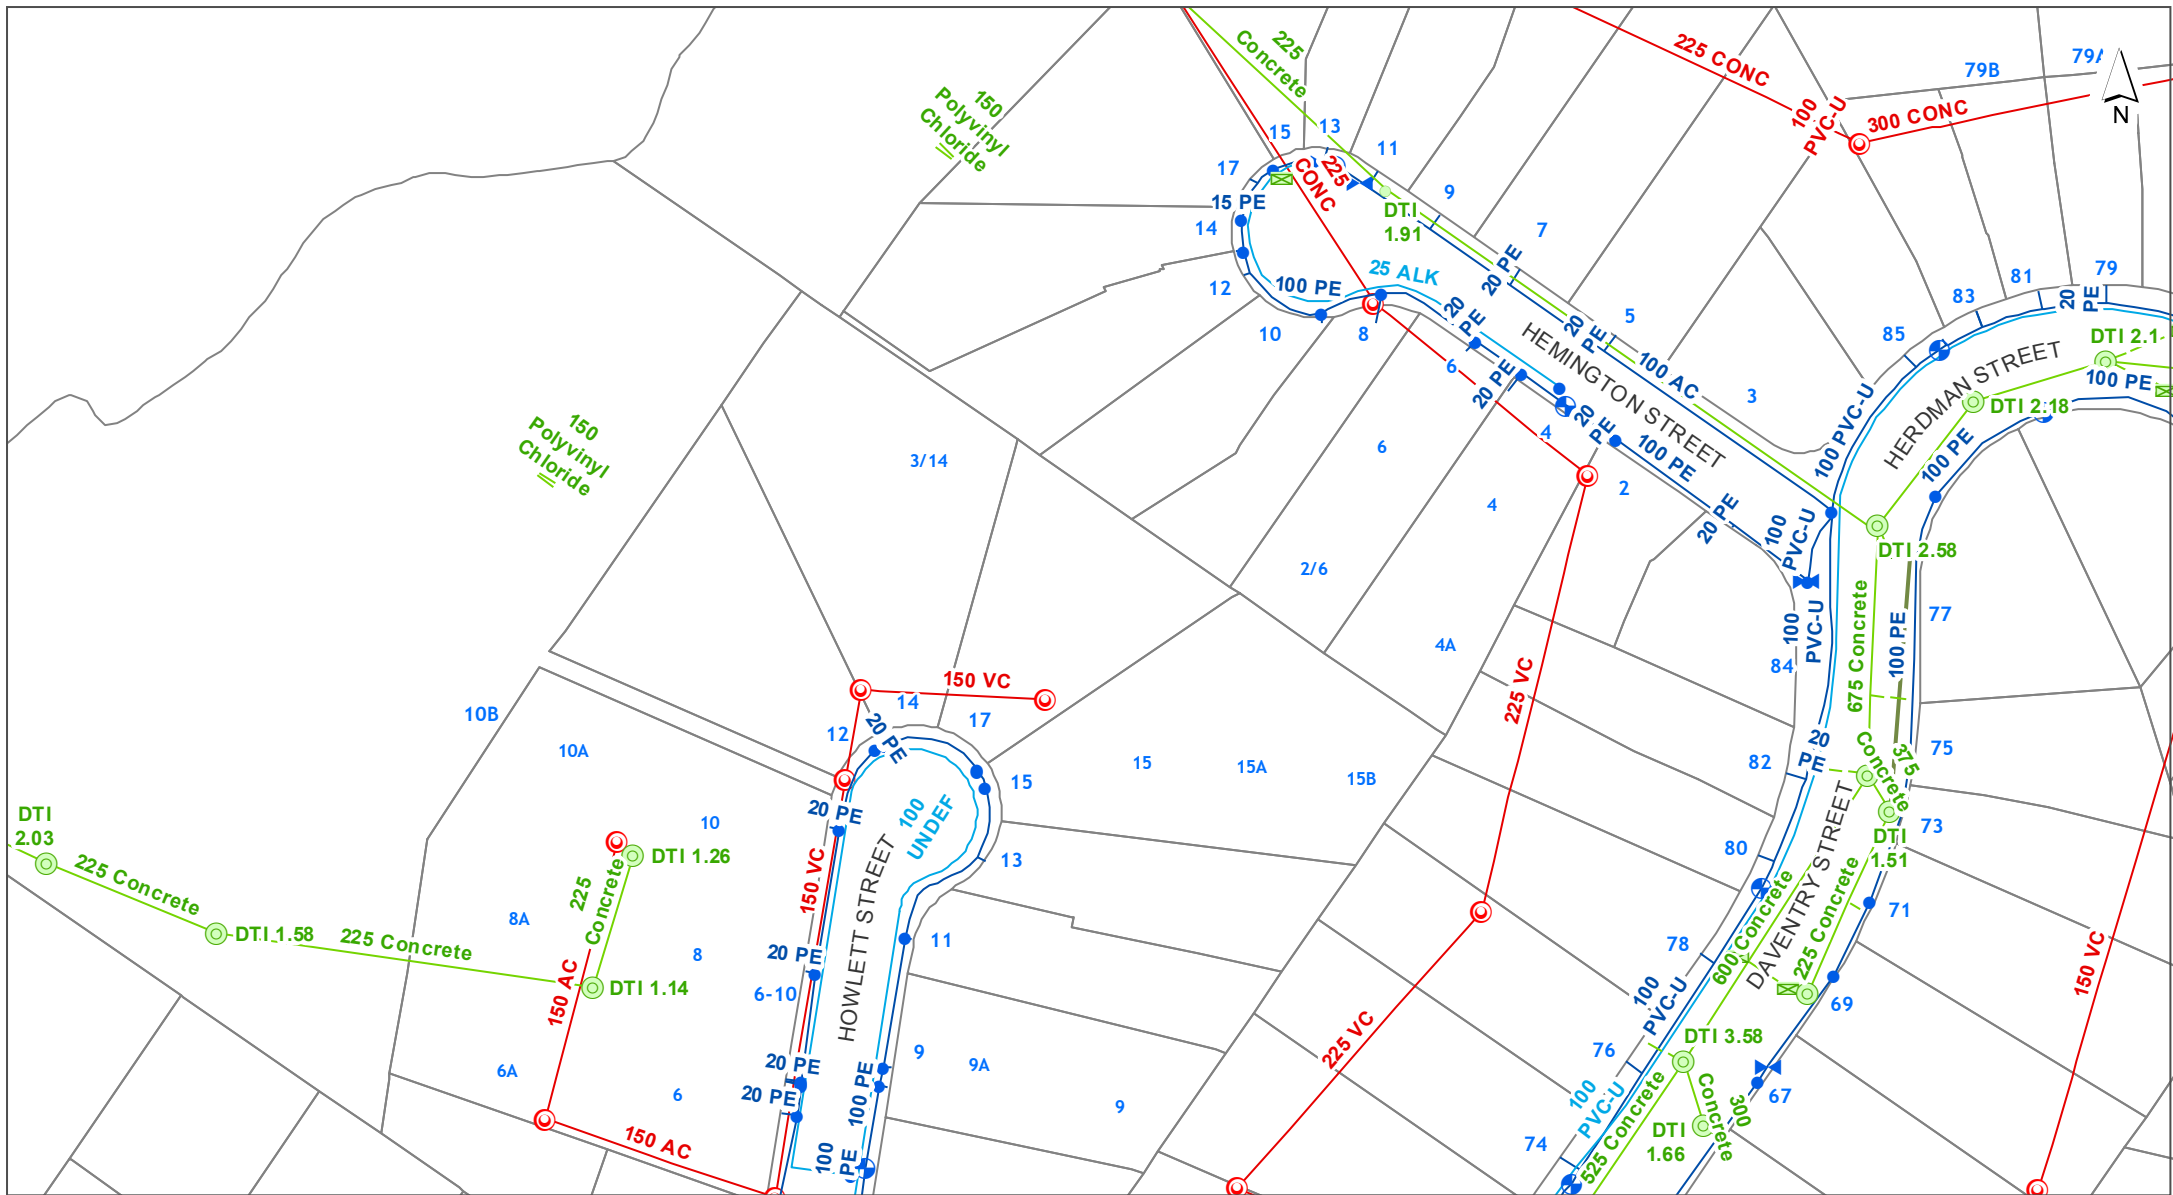 225
Concrete
225 CONC
79B
79A
N
150
Polyvinyl
Chloride
100
PVC-U
300 CONC
15
13
11
17
225
CONC
9
15 PE
DTI
1.91
14
7
20 PE
25 ALK
12
100 PE
20 PE
81
79
83
20 PE
10
8
20 PE
5
85
DTI 2.1
HEMINGTON STREET
HERDMAN STREET
6
20 PE
100 AC
3
100 PE
DTI 2.18
20 PE
4
100 PVC-U
150
Polyvinyl
Chloride
3/14
6
100 PE
100 PE
2
4
20 PE
100
PVC-U
DTI 2.58
2/6
675 Concrete
100 PE
77
100
PVC-U
4A
84
150 VC
14
17
225 VC
10B
12
20 PE
10A
20 PE
375
Concrete
75
15
15A
15B
82
15
DTI
2.03
10
20 PE
100
UNDEF
73
DTI
1.51
80
DTI 1.26
13
225 Concrete
225
Concrete
150 VC
HOWLETT STREET
DAVENTRY STREET
600 Concrete
225 Concrete
71
8A
DTI 1.58
225 Concrete
11
78
8
20 PE
150 VC
DTI 1.14
6-10
100
PVC-U
69
150 AC
225 VC
DTI 3.58
76
9
9A
6A
20 PE
20 PE
6
100 PE
9
100
PVC-U
67
300
Concrete
525 Concrete
DTI
1.66
150 AC
74
100
PE